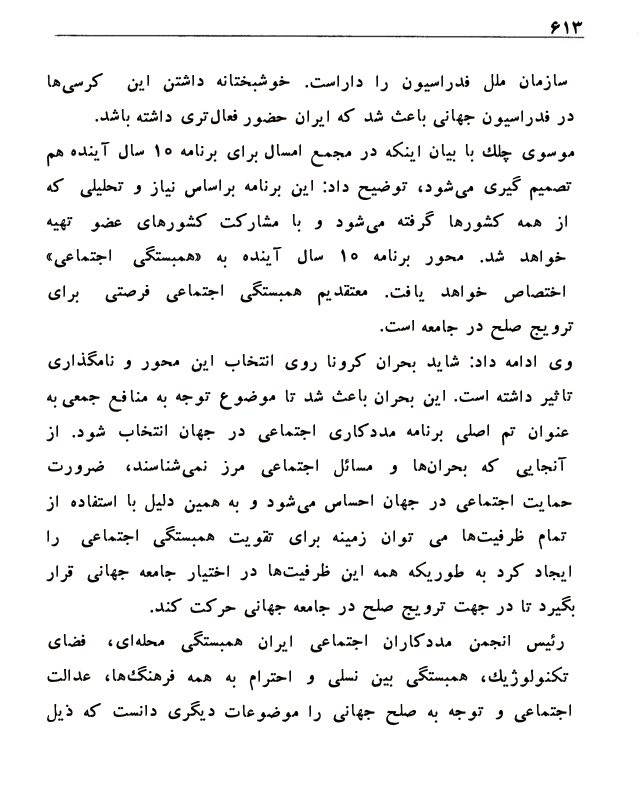 ۶۱۳
سازمان ملل فدراسیون را داراست. خوشبختانه داشتن این کرسی‌ها
در فدراسیون جهانی باعث شد که ایران حضور فعال‌تری داشته باشد.
موسوی چلك با بیان اینکه در مجمع امسال برای برنامه ۱۰ سال آینده هم
تصمیم گیری می‌شود، توضیح داد: این برنامه براساس نیاز و تحلیلی که
از همه کشورها گرفته می‌شود و با مشارکت کشورهای عضو تهیه
خواهد شد. محور برنامه ۱۰ سال آینده به «همبستگی اجتماعی»
اختصاص خواهد یافت. معتقدیم همبستگی اجتماعی فرصتی برای
ترویج صلح در جامعه است.
وی ادامه داد: شاید بحران کرونا روی انتخاب این محور و نامگذاری
تاثیر داشته است. این بحران باعث شد تا موضوع توجه به منافع جمعی به
عنوان تم اصلی برنامه مددکاری اجتماعی در جهان انتخاب شود. از
آنجایی که بحران‌ها و مسائل اجتماعی مرز نمی‌شناسند، ضرورت
حمایت اجتماعی در جهان احساس می‌شود و به همین دلیل با استفاده از
تمام ظرفیت‌ها می توان زمینه برای تقویت همبستگی اجتماعی را
ایجاد کرد به طوریکه همه این ظرفیت‌ها در اختیار جامعه جهانی قرار
بگیرد تا در جهت ترویج صلح در جامعه جهانی حرکت کند.
رئیس انجمن مددکاران اجتماعی ایران همبستگی محله‌ای، فضای
تکنولوژیك، همبستگی بین نسلی و احترام به همه فرهنگ‌ها، عدالت
اجتماعی و توجه به صلح جهانی را موضوعات دیگری دانست که ذیل